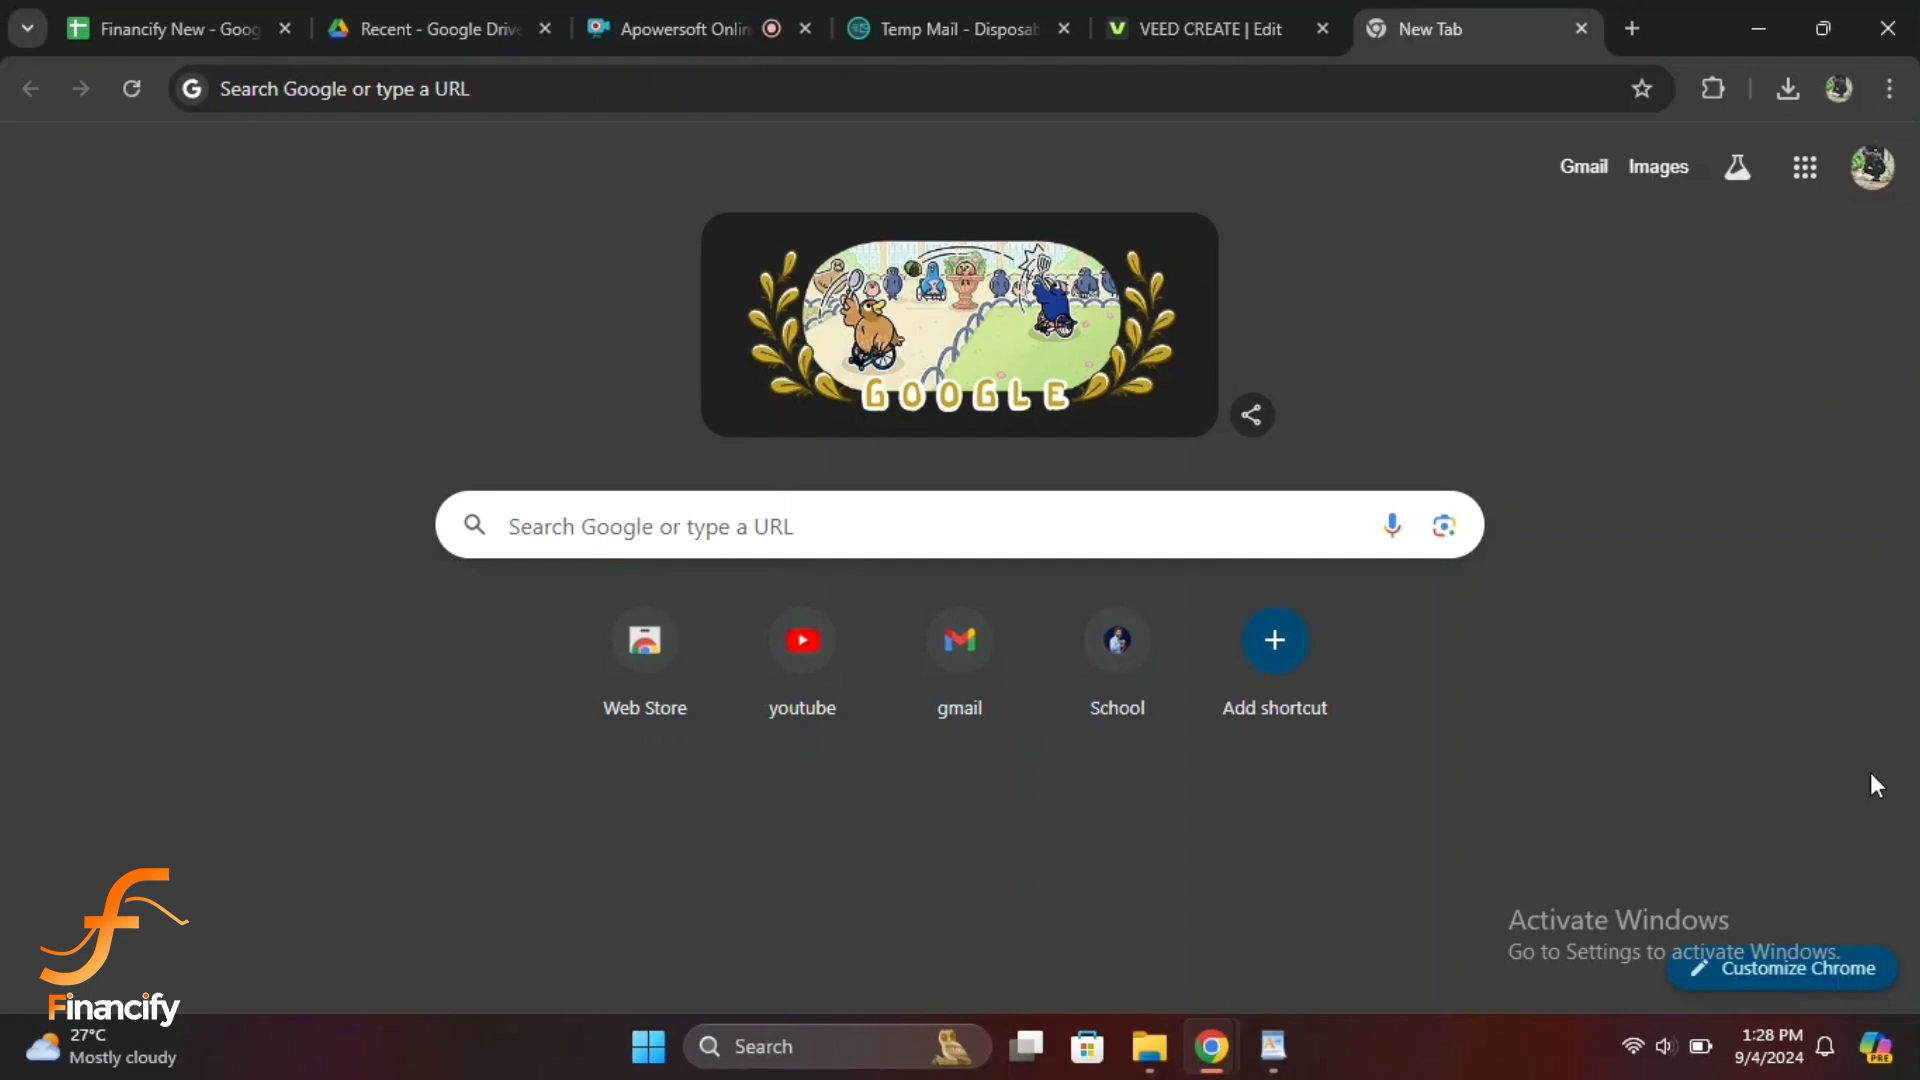 Financify New - Goog
Recent - Google Drive
Apowersoft Onlin
Temp Mail - Disposab
VEED CREATE | Edit
New Tab
Search Google or type a URL
Gmail
Images
GOOGLE
Search Google or type a URL
Web Store
youtube
gmail
School
Add shortcut
Activate Windows
Go to Settings to activate Windows.
Customize Chrome
Financify
27°C
Mostly cloudy
Search
1:28 PM
9/4/2024
PRE